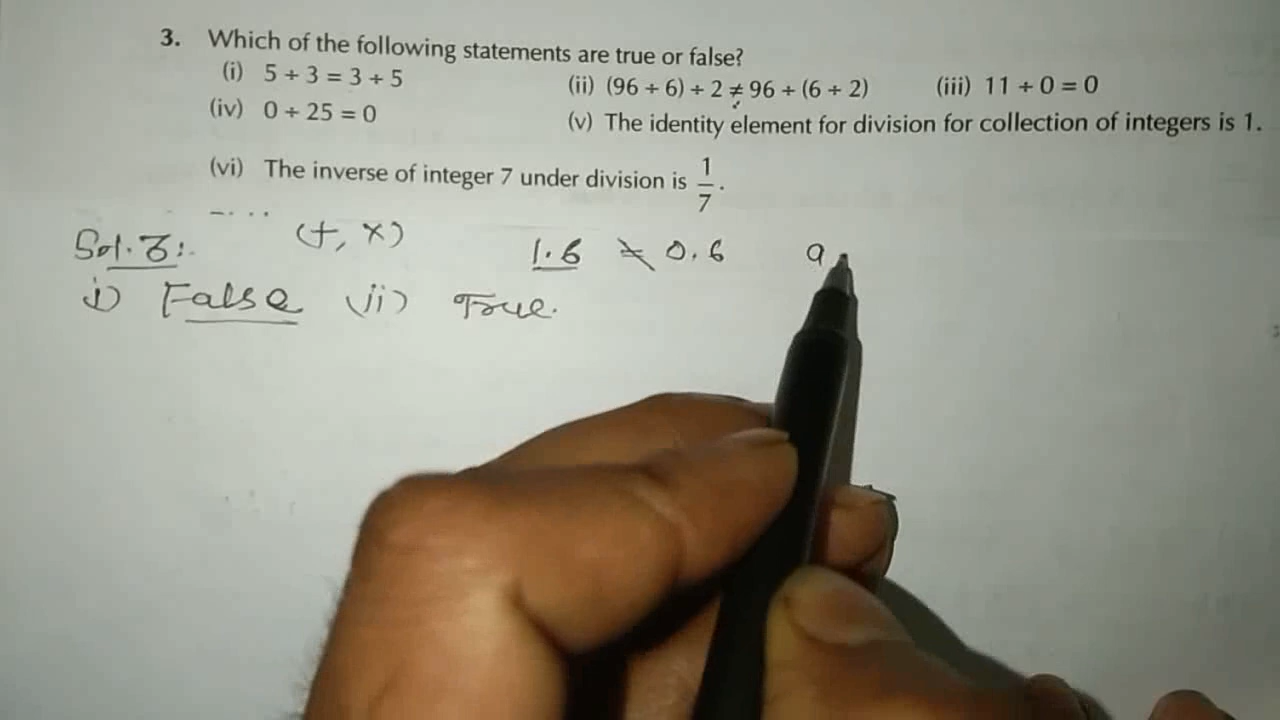 3. Which of the following statements are true or false?
(i) 5 ÷ 3 = 3 ÷ 5 (ii) (96 ÷ 6) ÷ 2 ≠ 96 ÷ (6 ÷ 2) (iii) 11 ÷ 0 = 0
(iv) 0 ÷ 25 = 0 (v) The identity element for division for collection of integers is 1.
(vi) The inverse of integer 7 under division is 1/7.
Sol. 3:. (+, ×) 1.6 ≠ 0.6 a
i) False (ii) True.